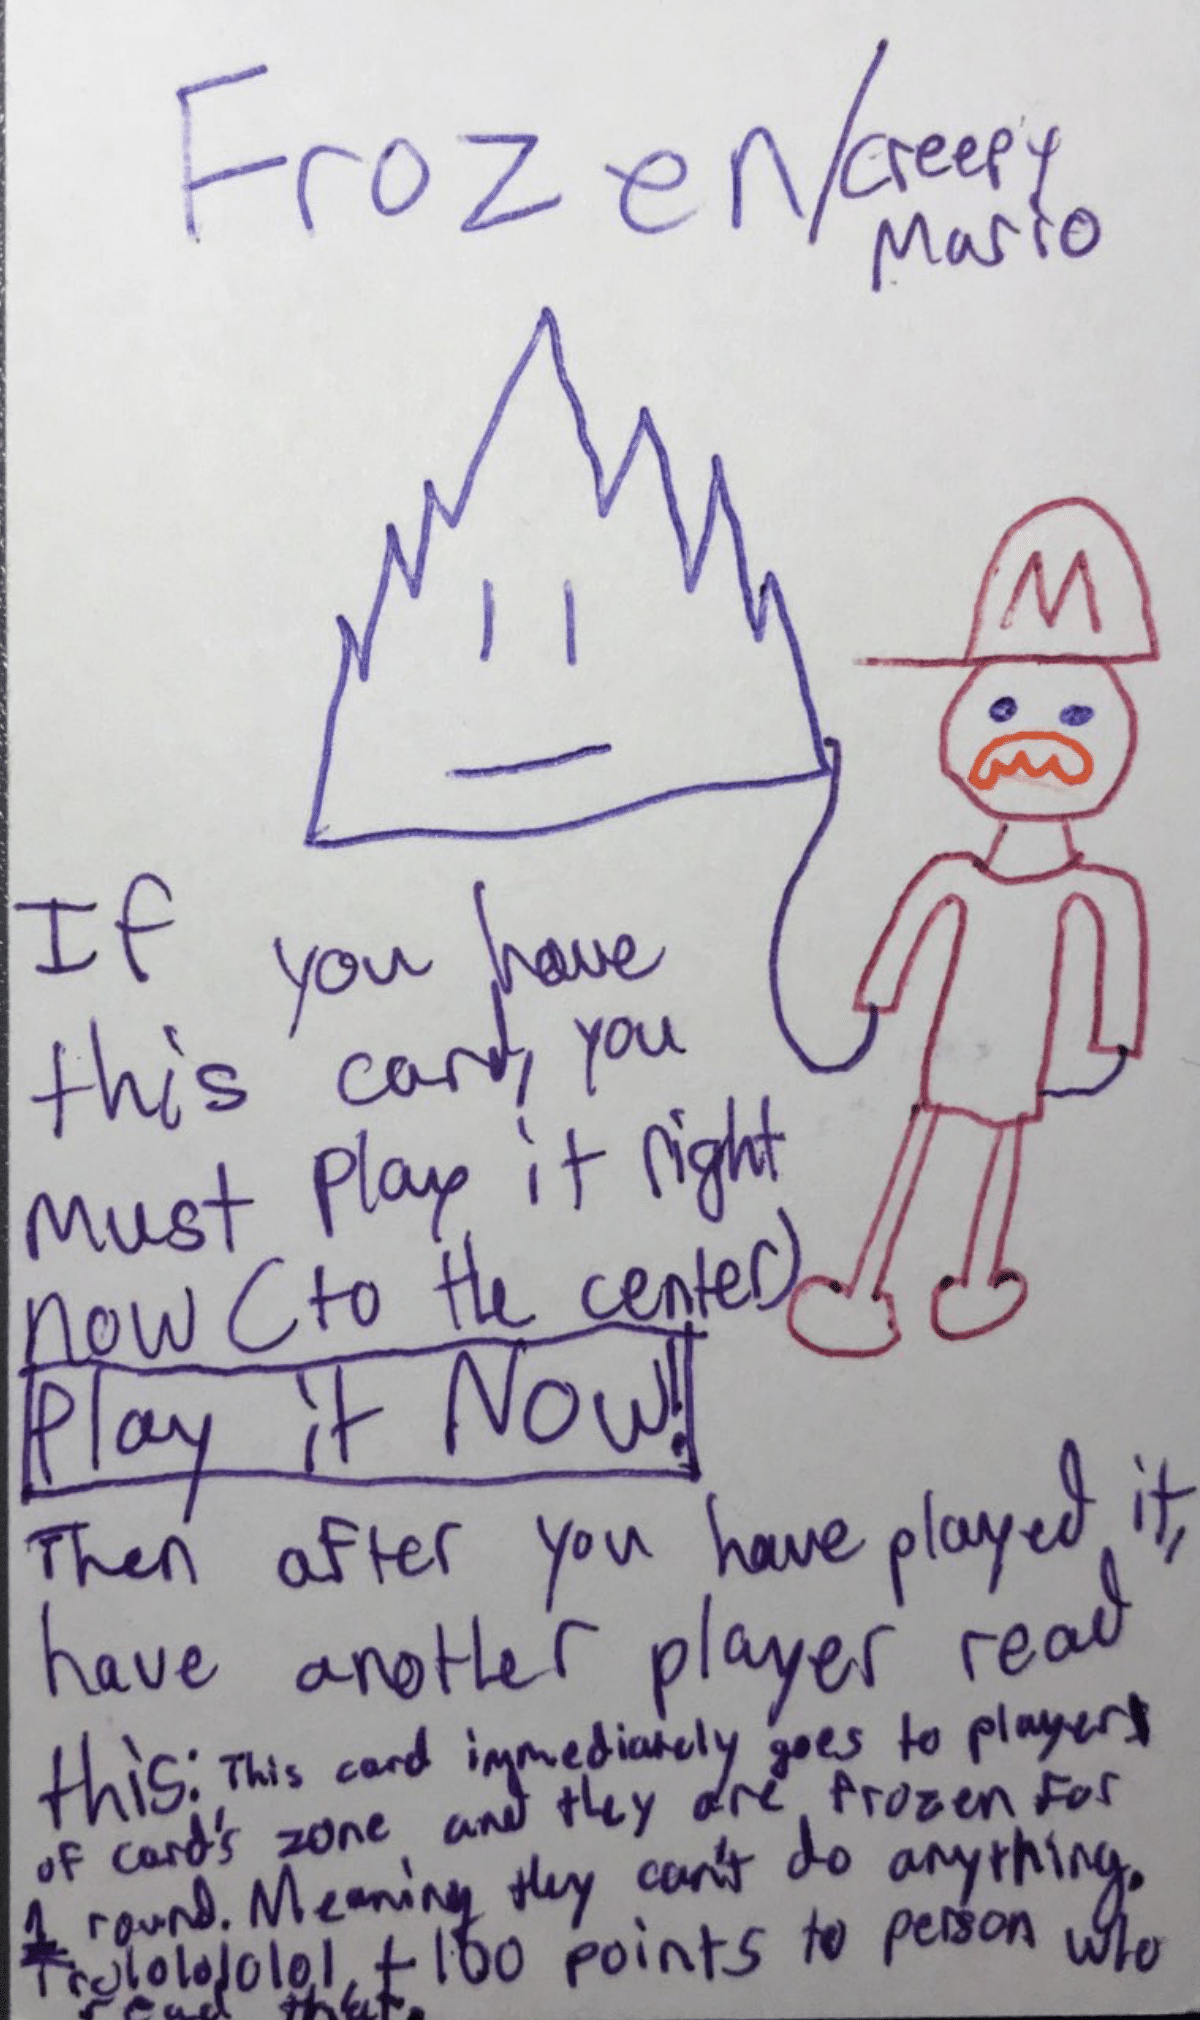 Frozen/creepy
Mario
M
If you have
this card, you
must play it right
now (to the center)
Play it Now!
Then after you have played it,
have another player read
this: This card immediately goes to players
of card's zone and they are frozen for
1 round. Meaning they can't do anything.
Trolololololol, +100 points to person who
read that.